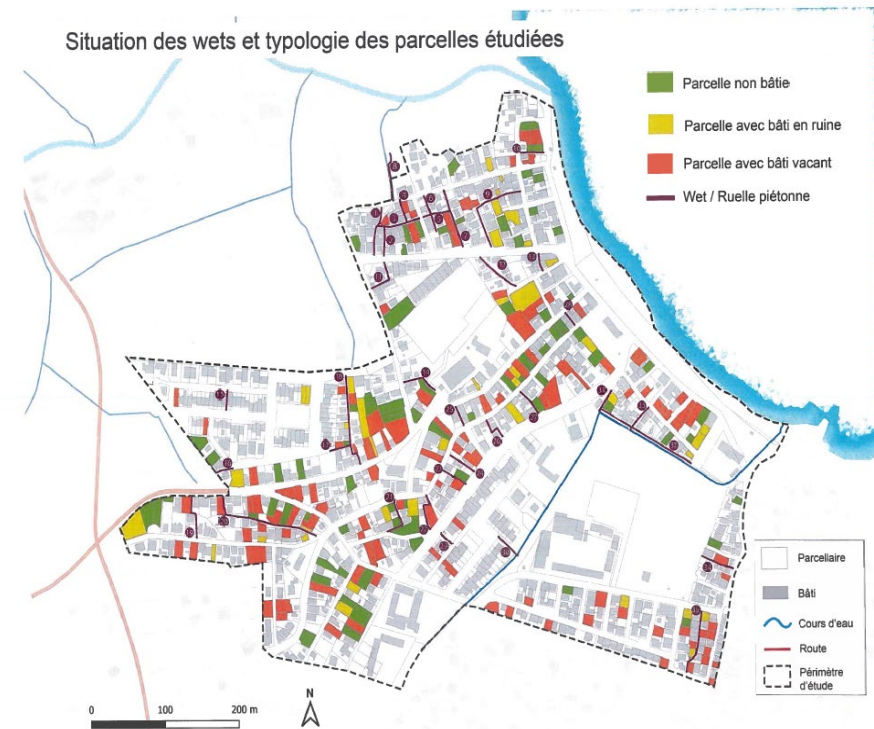 Situation des wets et typologie des parcelles étudiées
Parcelle non bâtie
Parcelle avec bâti en ruine
Parcelle avec bâti vacant
Wet / Ruelle piétonne
Parcellaire
Bâti
Cours d'eau
Route
Périmètre
d'étude
0 100 200 m
N